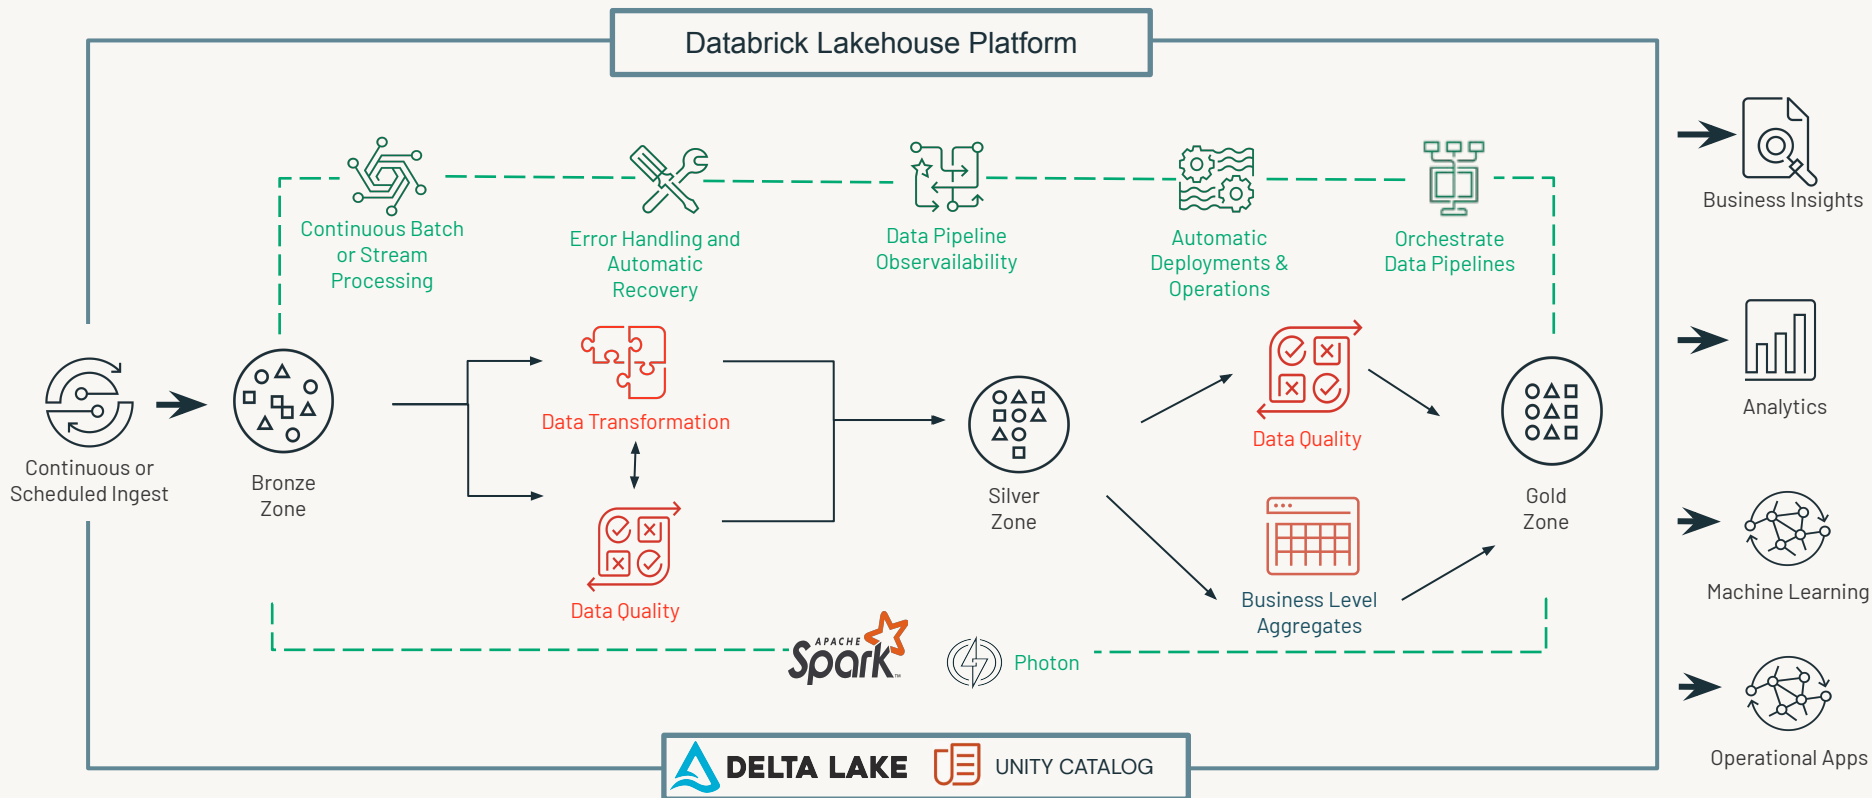 Databrick Lakehouse Platform
Continuous Batch
or Stream
Processing
Error Handling and
Automatic
Recovery
Data Pipeline
Observailability
Automatic
Deployments &
Operations
Orchestrate
Data Pipelines
Continuous or
Scheduled Ingest
Bronze
Zone
Data Transformation
Data Quality
Silver
Zone
Data Quality
Business Level
Aggregates
Gold
Zone
APACHE
Spark™
Photon
DELTA LAKE
UNITY CATALOG
Business Insights
Analytics
Machine Learning
Operational Apps